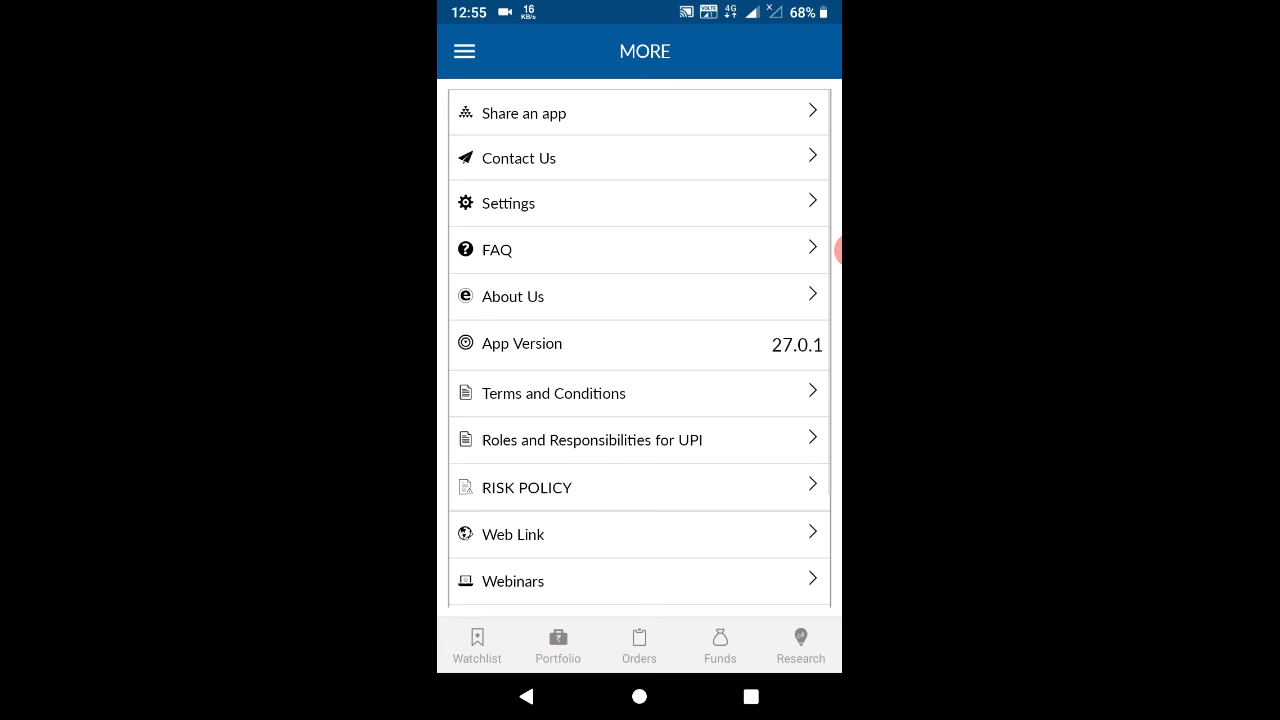 12:55 16 KB/s VOLTE 4G 68%
MORE
Share an app
Contact Us
Settings
FAQ
About Us
App Version 27.0.1
Terms and Conditions
Roles and Responsibilities for UPI
RISK POLICY
Web Link
Webinars
Watchlist Portfolio Orders Funds Research